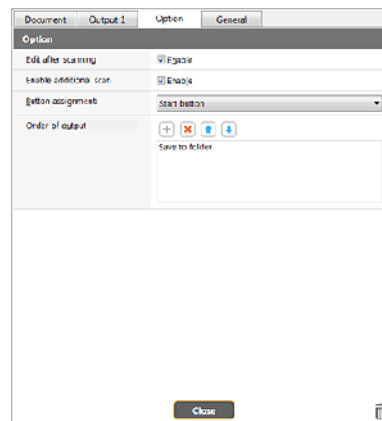 Document Output 1 Option General
Option
Edit after scanning Enable
Enable additional scan Enable
Button assignment: Start button
Order of output
Save to folder
Close